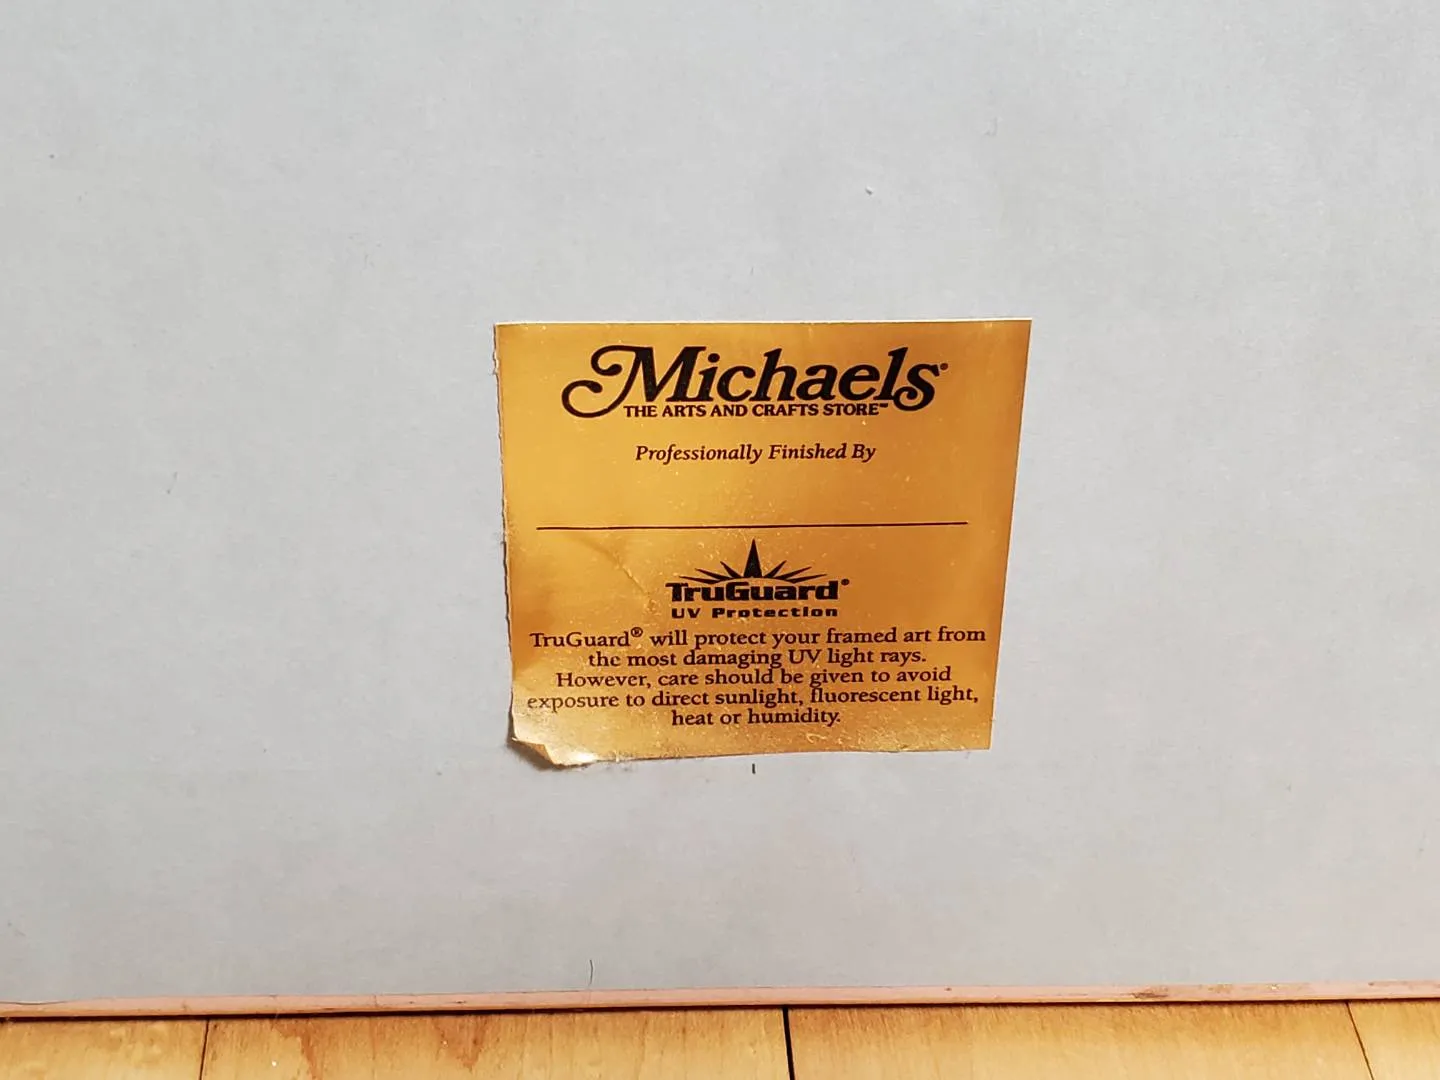 Michaels®
THE ARTS AND CRAFTS STORE™
Professionally Finished By
TruGuard®
UV Protection
TruGuard® will protect your framed art from
the most damaging UV light rays.
However, care should be given to avoid
exposure to direct sunlight, fluorescent light,
heat or humidity.